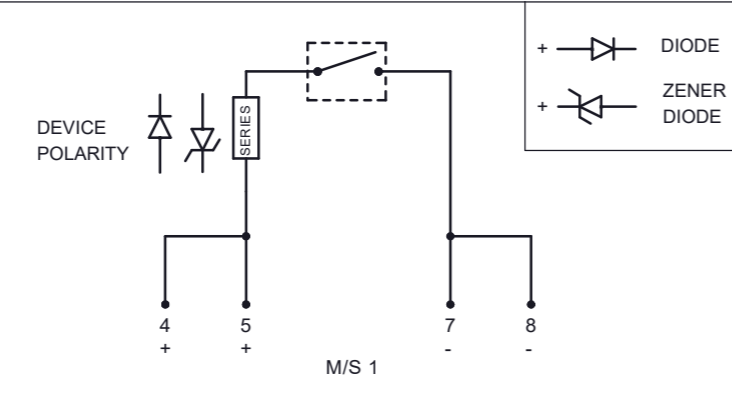 + DIODE
+ ZENER
DIODE
DEVICE
POLARITY
SERIES
4 5 7 8
+ + - -
M/S 1